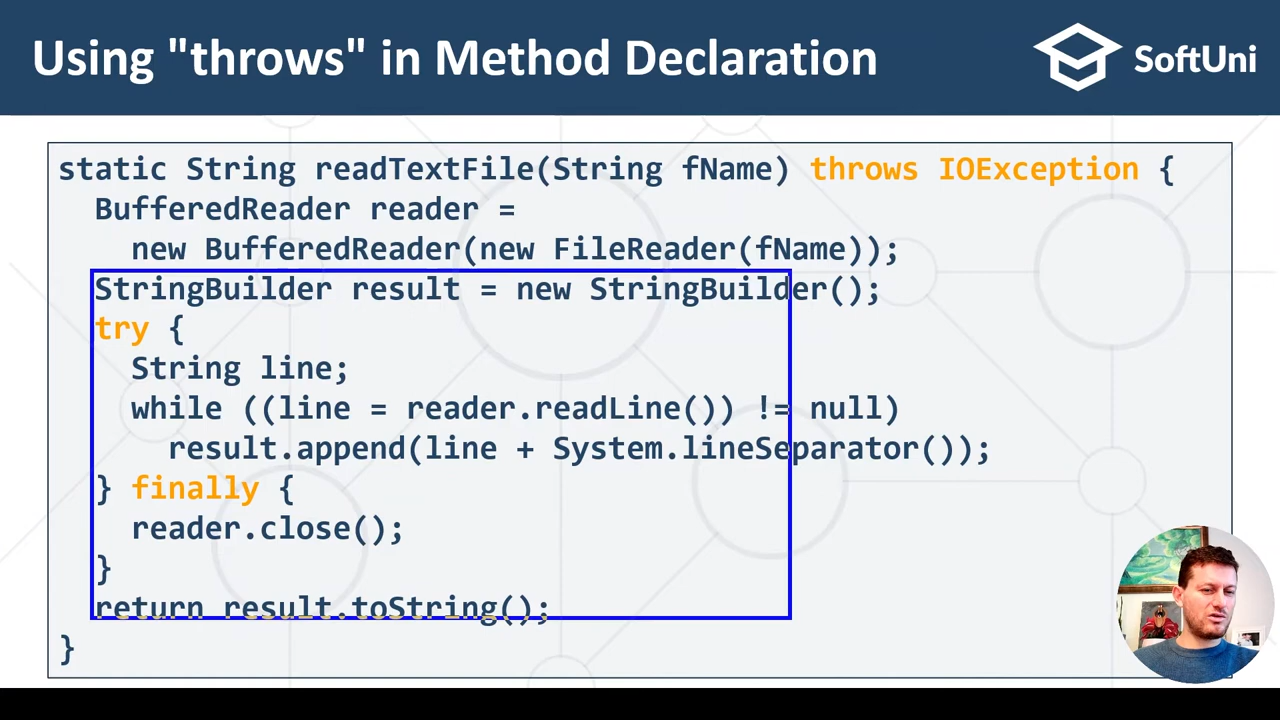 Using "throws" in Method Declaration
SoftUni
static String readTextFile(String fName) throws IOException {
  BufferedReader reader =
    new BufferedReader(new FileReader(fName));
  StringBuilder result = new StringBuilder();
  try {
    String line;
    while ((line = reader.readLine()) != null)
      result.append(line + System.lineSeparator());
  } finally {
    reader.close();
  }
  return result.toString();
}